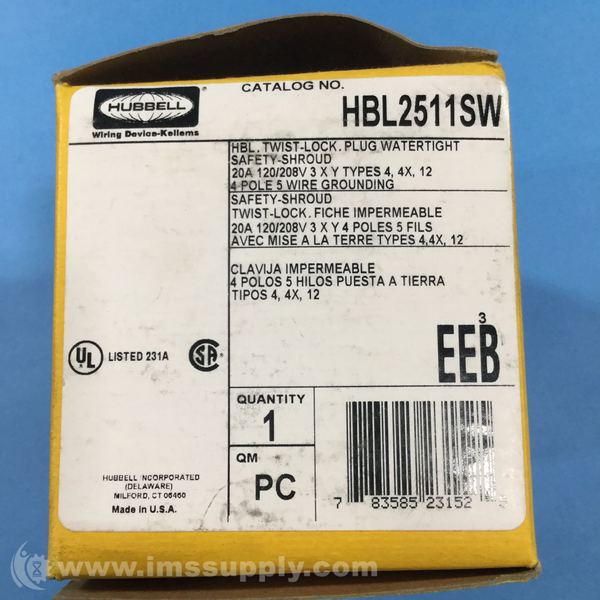 CATALOG NO.
HUBBELL
Wiring Device-Kellems
HBL2511SW
HBL. TWIST-LOCK. PLUG WATERTIGHT
SAFETY-SHROUD
20A 120/208V 3 X Y TYPES 4, 4X, 12
4 POLE 5 WIRE GROUNDING
SAFETY-SHROUD
TWIST-LOCK. FICHE IMPERMEABLE
20A 120/208V 3 X Y 4 POLES 5 FILS
AVEC MISE A LA TERRE TYPES 4,4X, 12
CLAVIJA IMPERMEABLE
4 POLOS 5 HILOS PUESTA A TIERRA
TIPOS 4, 4X, 12
UL
LISTED 231A
SA
3
EEB
QUANTITY
1
QM
PC
HUBBELL INCORPORATED
(DELAWARE)
MILFORD, CT 06460
Made in U.S.A.
7 83585 23152
www.imssupply.com